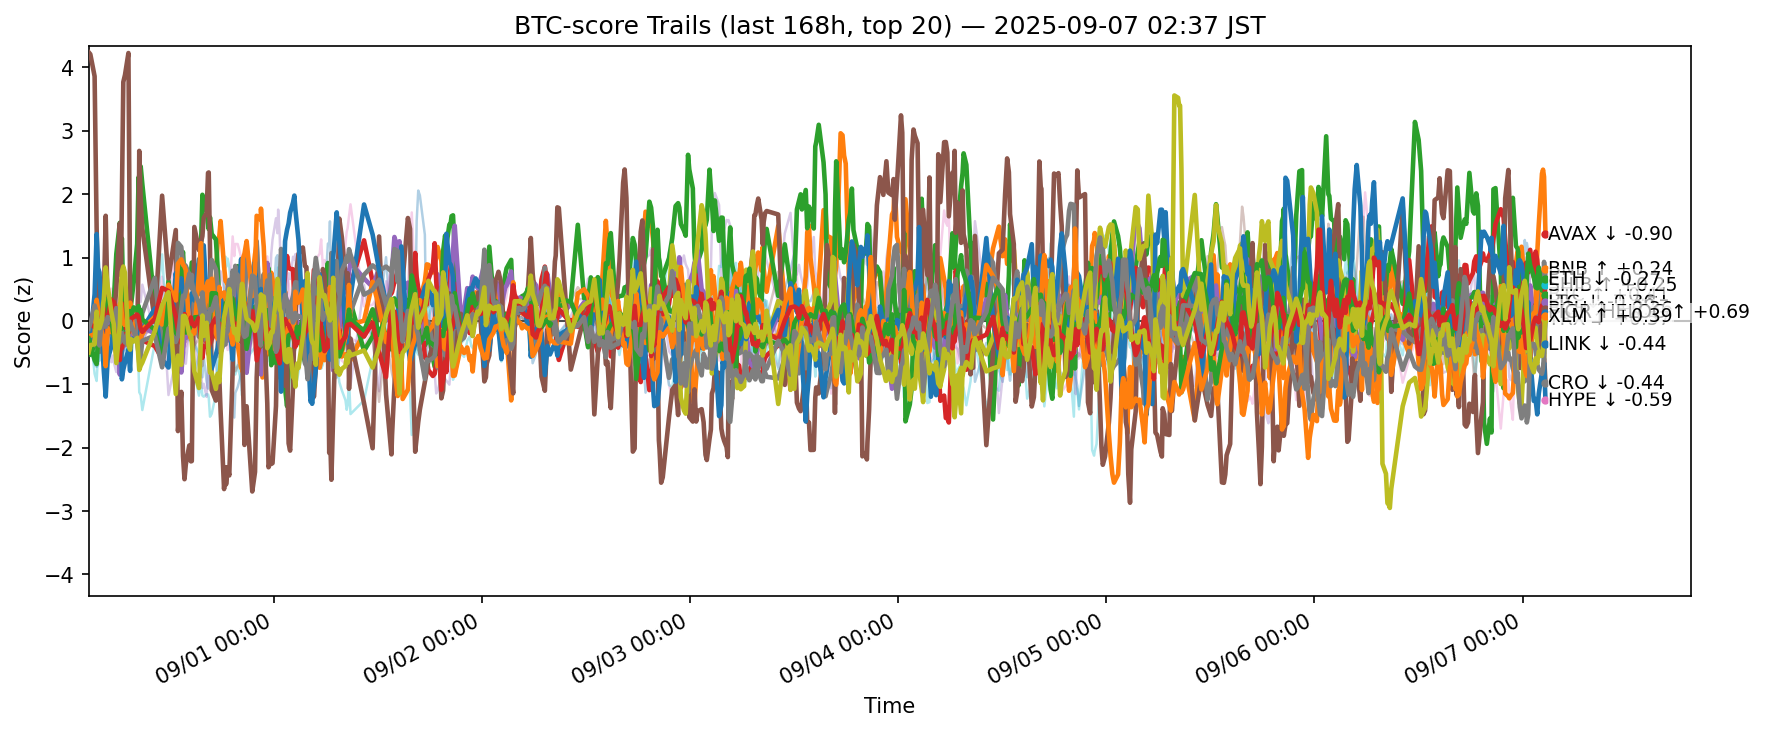 BTC-score Trails (last 168h, top 20) — 2025-09-07 02:37 JST
Score (z)
4
3
2
1
0
−1
−2
−3
−4
AVAX ↓ -0.90
BNB ↑ +0.24
ETH ↓ -0.27
XLM ↑ +0.39
↑ +0.69
LINK ↓ -0.44
CRO ↓ -0.44
HYPE ↓ -0.59
09/01 00:00
09/02 00:00
09/03 00:00
09/04 00:00
09/05 00:00
09/06 00:00
09/07 00:00
Time